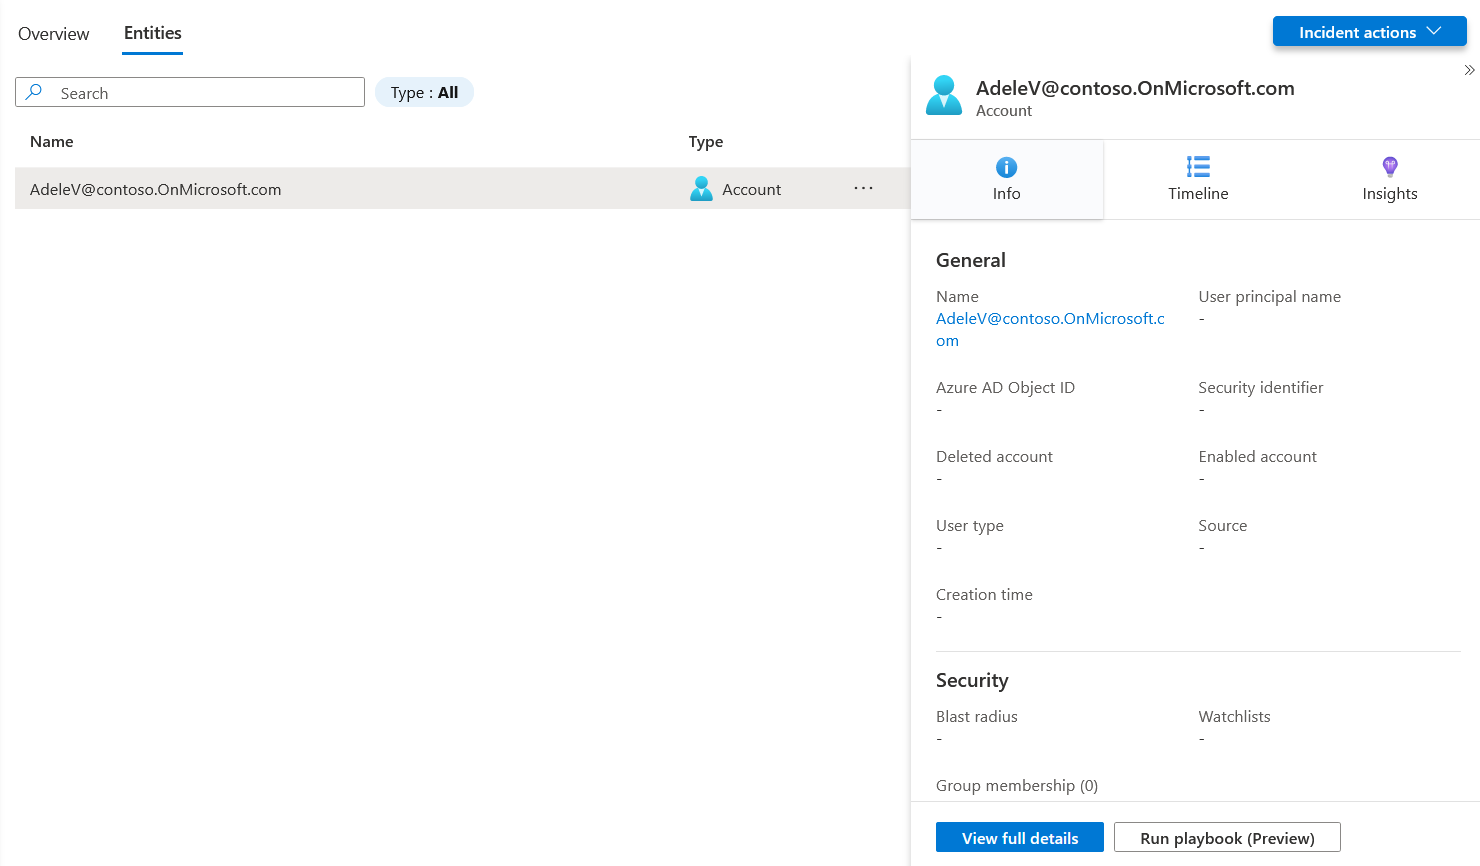 Overview
Entities
Incident actions
Search
Type : All
Name
Type
AdeleV@contoso.OnMicrosoft.com
Account
AdeleV@contoso.OnMicrosoft.com
Account
Info
Timeline
Insights
General
Name
User principal name
AdeleV@contoso.OnMicrosoft.c
om
-
Azure AD Object ID
Security identifier
-
-
Deleted account
Enabled account
-
-
User type
Source
-
-
Creation time
-
Security
Blast radius
Watchlists
-
-
Group membership (0)
View full details
Run playbook (Preview)